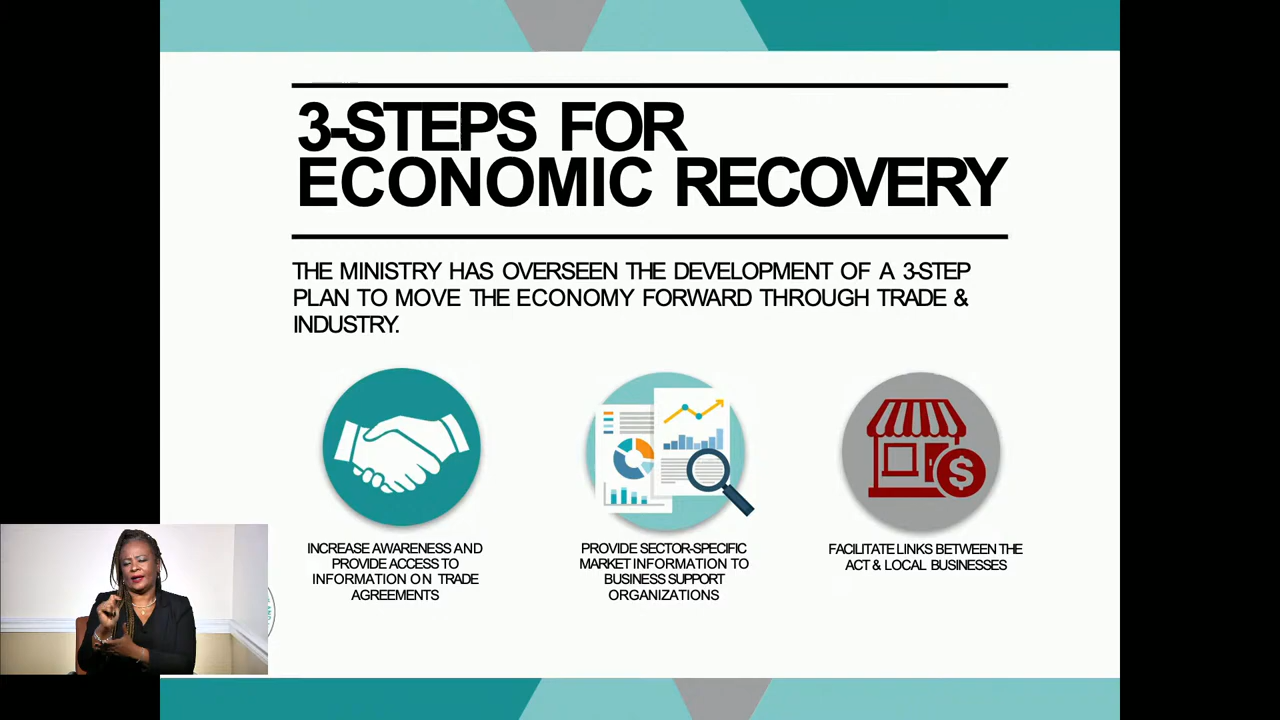 3-STEPS FOR
ECONOMIC RECOVERY
THE MINISTRY HAS OVERSEEN THE DEVELOPMENT OF A 3-STEP
PLAN TO MOVE THE ECONOMY FORWARD THROUGH TRADE &
INDUSTRY.
INCREASE AWARENESS AND
PROVIDE ACCESS TO
INFORMATION ON TRADE
AGREEMENTS
PROVIDE SECTOR-SPECIFIC
MARKET INFORMATION TO
BUSINESS SUPPORT
ORGANIZATIONS
$
FACILITATE LINKS BETWEEN THE
ACT & LOCAL BUSINESSES